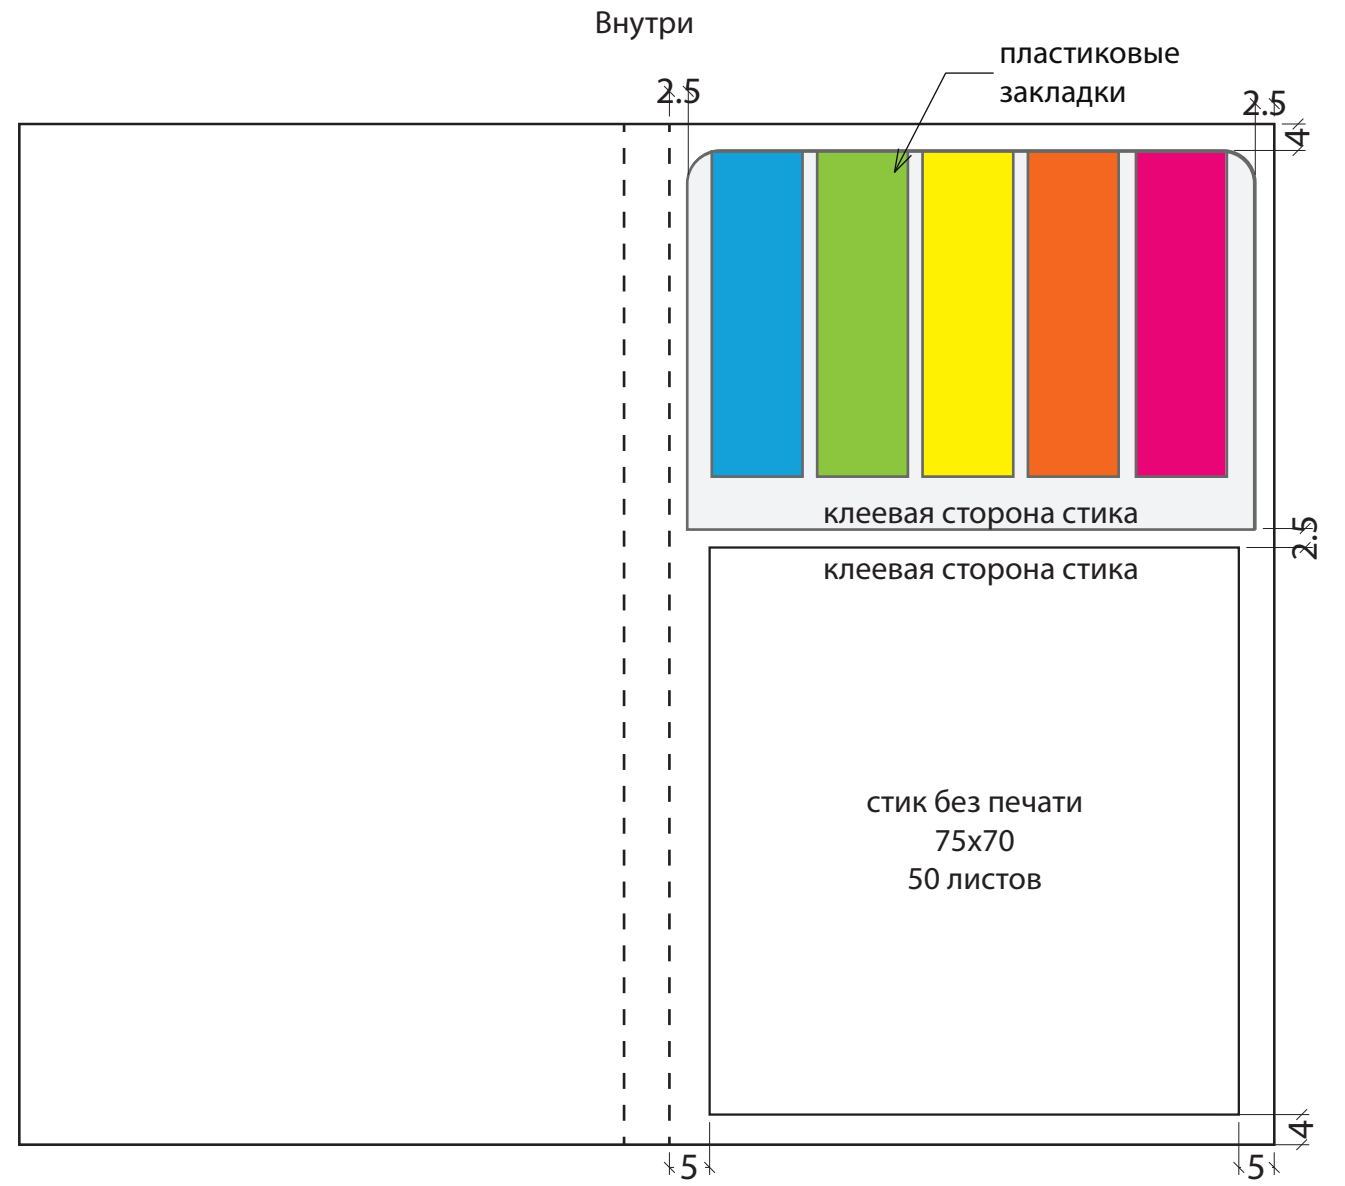 Внутри
пластиковые
закладки
2.5
2.5
4
клеевая сторона стика
2.5
клеевая сторона стика
стик без печати
75х70
50 листов
4
5
5